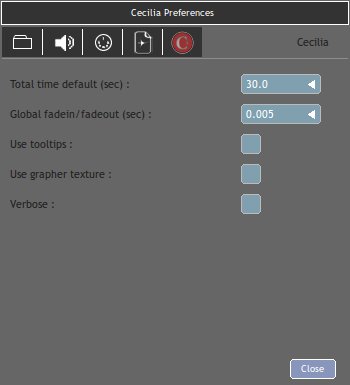 Cecilia Preferences
C
Cecilia
Total time default (sec) :
30.0
Global fadein/fadeout (sec) :
0.005
Use tooltips :
Use grapher texture :
Verbose :
Close